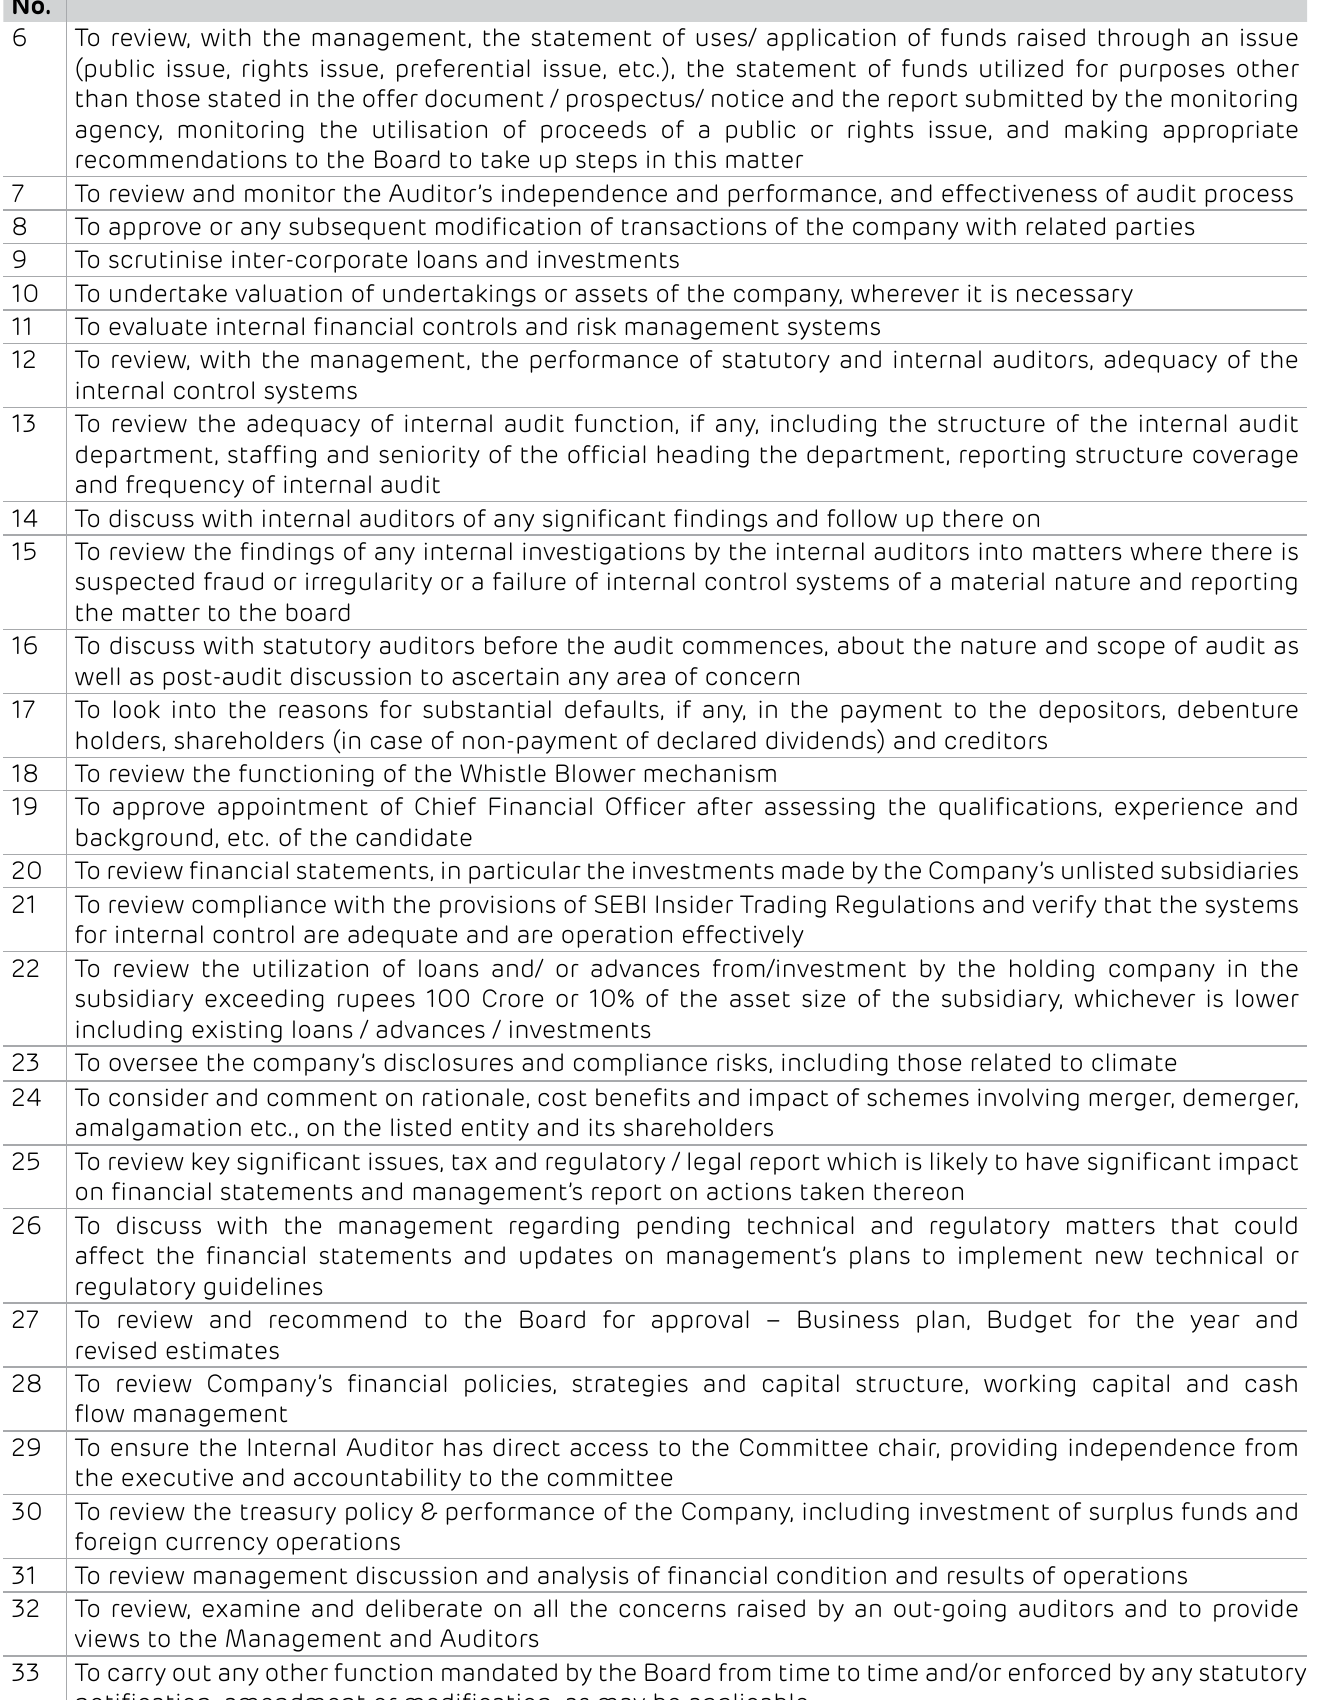 No.
6 To review, with the management, the statement of uses/ application of funds raised through an issue
(public issue, rights issue, preferential issue, etc.), the statement of funds utilized for purposes other
than those stated in the offer document / prospectus/ notice and the report submitted by the monitoring
agency, monitoring the utilisation of proceeds of a public or rights issue, and making appropriate
recommendations to the Board to take up steps in this matter
7 To review and monitor the Auditor's independence and performance, and effectiveness of audit process
8 To approve or any subsequent modification of transactions of the company with related parties
9 To scrutinise inter-corporate loans and investments
10 To undertake valuation of undertakings or assets of the company, wherever it is necessary
11 To evaluate internal financial controls and risk management systems
12 To review, with the management, the performance of statutory and internal auditors, adequacy of the
internal control systems
13 To review the adequacy of internal audit function, if any, including the structure of the internal audit
department, staffing and seniority of the official heading the department, reporting structure coverage
and frequency of internal audit
14 To discuss with internal auditors of any significant findings and follow up there on
15 To review the findings of any internal investigations by the internal auditors into matters where there is
suspected fraud or irregularity or a failure of internal control systems of a material nature and reporting
the matter to the board
16 To discuss with statutory auditors before the audit commences, about the nature and scope of audit as
well as post-audit discussion to ascertain any area of concern
17 To look into the reasons for substantial defaults, if any, in the payment to the depositors, debenture
holders, shareholders (in case of non-payment of declared dividends) and creditors
18 To review the functioning of the Whistle Blower mechanism
19 To approve appointment of Chief Financial Officer after assessing the qualifications, experience and
background, etc. of the candidate
20 To review financial statements, in particular the investments made by the Company's unlisted subsidiaries
21 To review compliance with the provisions of SEBI Insider Trading Regulations and verify that the systems
for internal control are adequate and are operation effectively
22 To review the utilization of loans and/ or advances from/investment by the holding company in the
subsidiary exceeding rupees 100 Crore or 10% of the asset size of the subsidiary, whichever is lower
including existing loans / advances / investments
23 To oversee the company's disclosures and compliance risks, including those related to climate
24 To consider and comment on rationale, cost benefits and impact of schemes involving merger, demerger,
amalgamation etc., on the listed entity and its shareholders
25 To review key significant issues, tax and regulatory / legal report which is likely to have significant impact
on financial statements and management's report on actions taken thereon
26 To discuss with the management regarding pending technical and regulatory matters that could
affect the financial statements and updates on management's plans to implement new technical or
regulatory guidelines
27 To review and recommend to the Board for approval – Business plan, Budget for the year and
revised estimates
28 To review Company's financial policies, strategies and capital structure, working capital and cash
flow management
29 To ensure the Internal Auditor has direct access to the Committee chair, providing independence from
the executive and accountability to the committee
30 To review the treasury policy & performance of the Company, including investment of surplus funds and
foreign currency operations
31 To review management discussion and analysis of financial condition and results of operations
32 To review, examine and deliberate on all the concerns raised by an out-going auditors and to provide
views to the Management and Auditors
33 To carry out any other function mandated by the Board from time to time and/or enforced by any statutory
notification, amendment or modification, as may be applicable